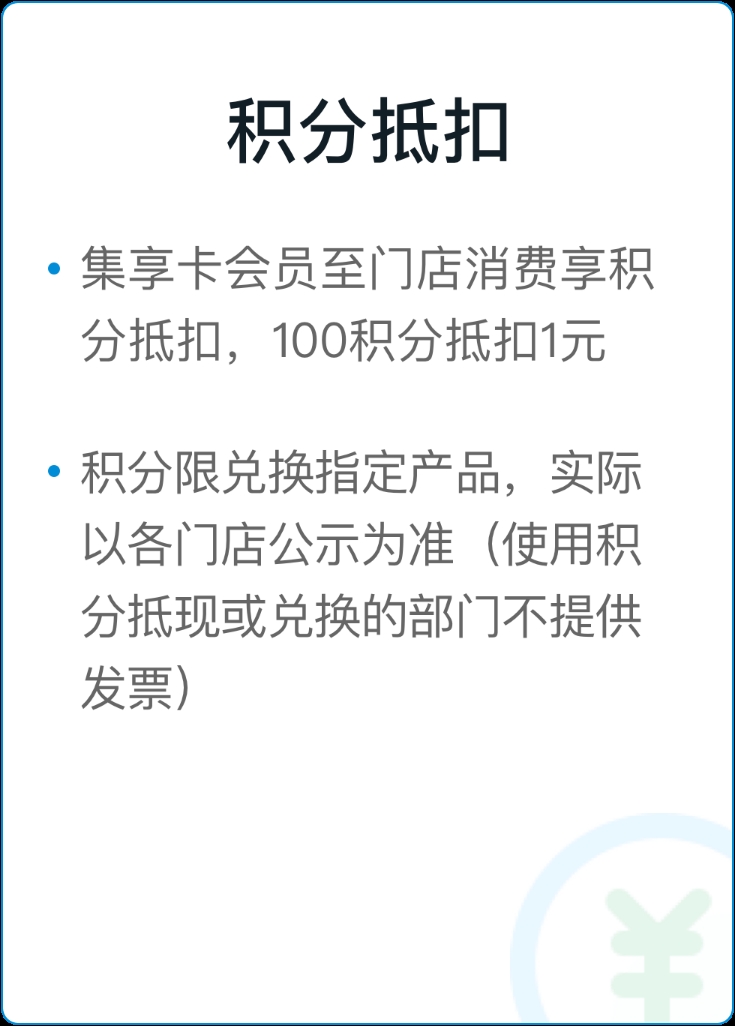 积分抵扣
集享卡会员至门店消费享积
分抵扣，100积分抵扣1元
积分限兑换指定产品，实际
以各门店公示为准（使用积
分抵现或兑换的部门不提供
发票）